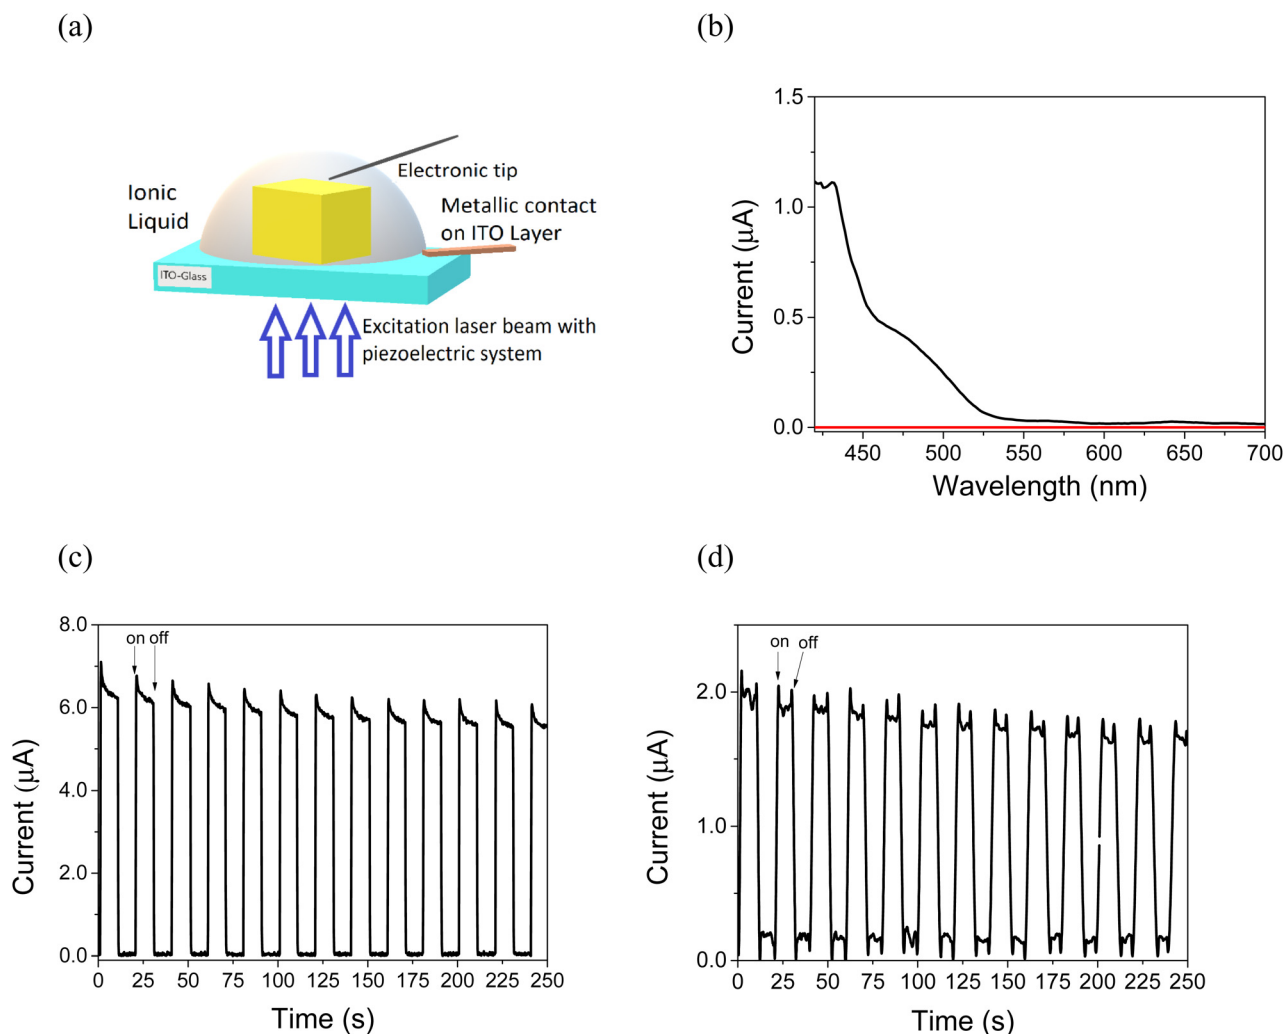 (a)
Ionic
Liquid
Electronic tip
Metallic contact
on ITO Layer
ITO-Glass
Excitation laser beam with
piezoelectric system
(b)
1.5
1.0
0.5
0.0
Current (μA)
450 500 550 600 650 700
Wavelength (nm)
(c)
8.0
6.0
4.0
2.0
0.0
Current (μA)
on off
0 25 50 75 100 125 150 175 200 225 250
Time (s)
(d)
2.0
1.0
0.0
Current (μA)
on off
0 25 50 75 100 125 150 175 200 225 250
Time (s)